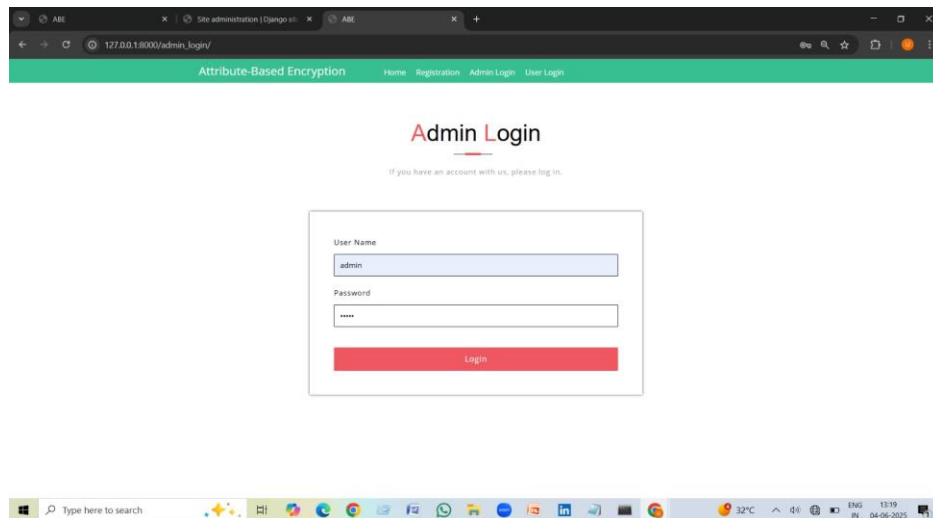 ABE
Site administration | Django sit
ABE
127.0.0.1:8000/admin_login/
Attribute-Based Encryption Home Registration Admin Login User Login
Admin Login
If you have an account with us, please log in.
User Name
admin
Password
•••••
Login
Type here to search
32°C
ENG
13:19
IN
04-06-2025